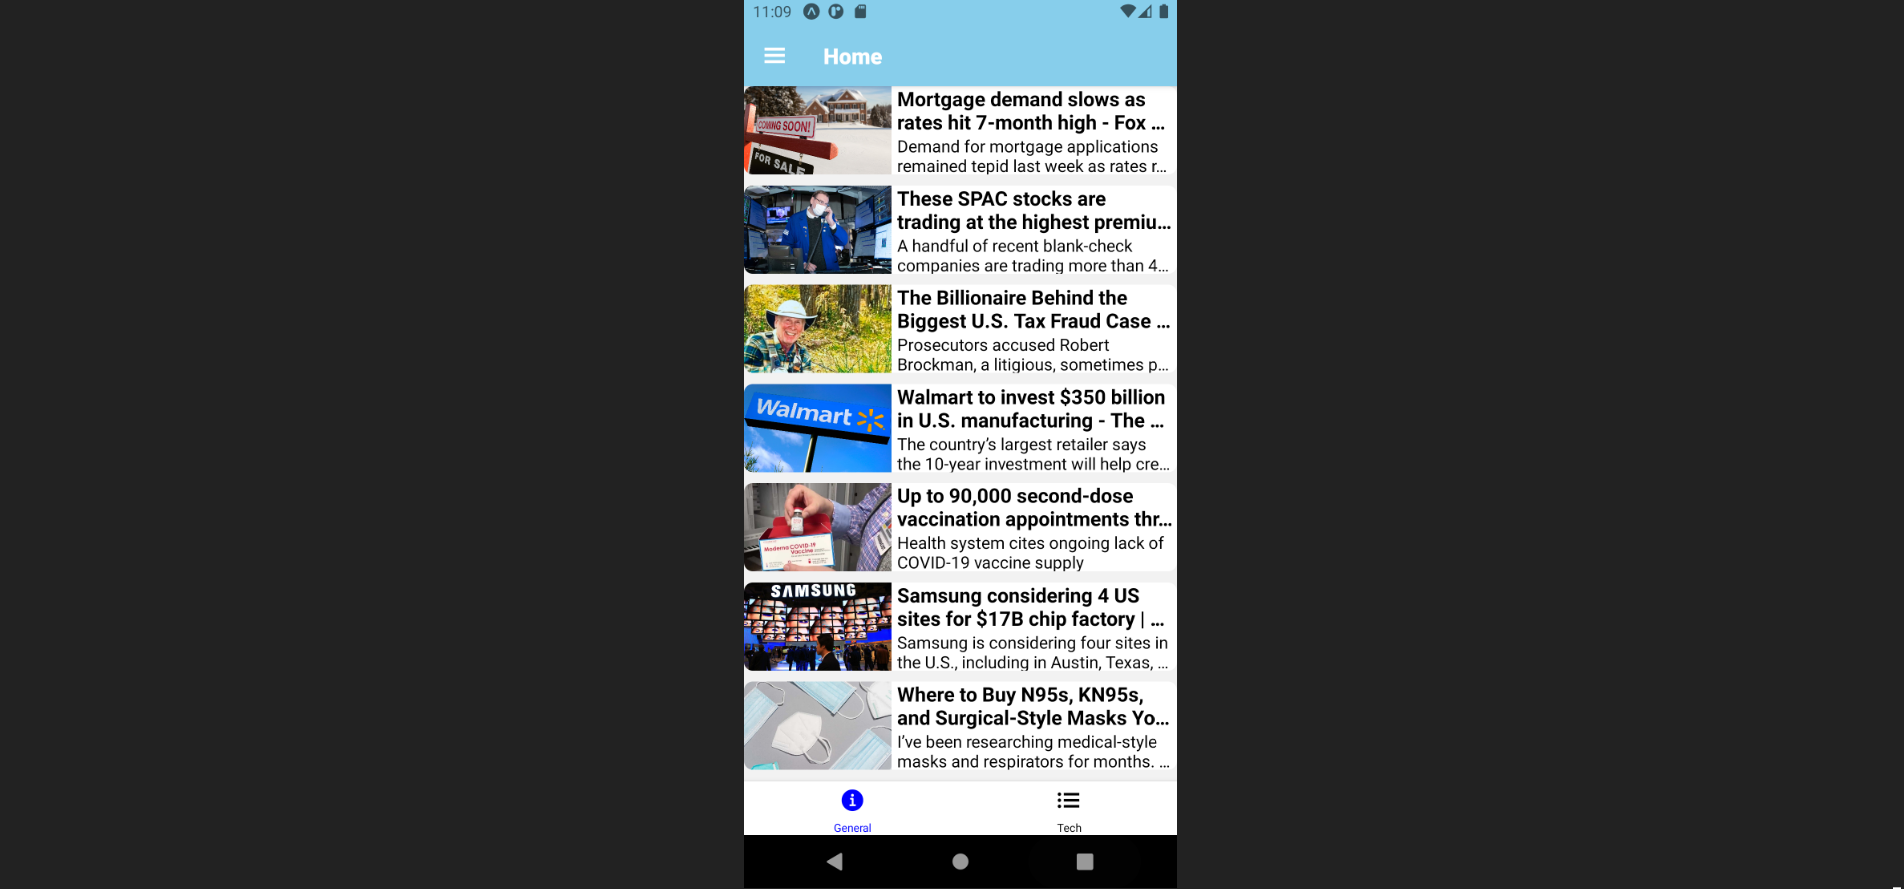 11:09
Home
COMING SOON!
FOR SALE
Mortgage demand slows as
rates hit 7-month high - Fox ...
Demand for mortgage applications
remained tepid last week as rates r...
These SPAC stocks are
trading at the highest premiu...
A handful of recent blank-check
companies are trading more than 4...
The Billionaire Behind the
Biggest U.S. Tax Fraud Case ...
Prosecutors accused Robert
Brockman, a litigious, sometimes p...
Walmart
Walmart to invest $350 billion
in U.S. manufacturing - The ...
The country’s largest retailer says
the 10-year investment will help cre...
Moderna COVID-19
Vaccine
Up to 90,000 second-dose
vaccination appointments thr...
Health system cites ongoing lack of
COVID-19 vaccine supply
SAMSUNG
Samsung considering 4 US
sites for $17B chip factory | ...
Samsung is considering four sites in
the U.S., including in Austin, Texas, ...
Where to Buy N95s, KN95s,
and Surgical-Style Masks Yo...
I’ve been researching medical-style
masks and respirators for months. ...
General
Tech